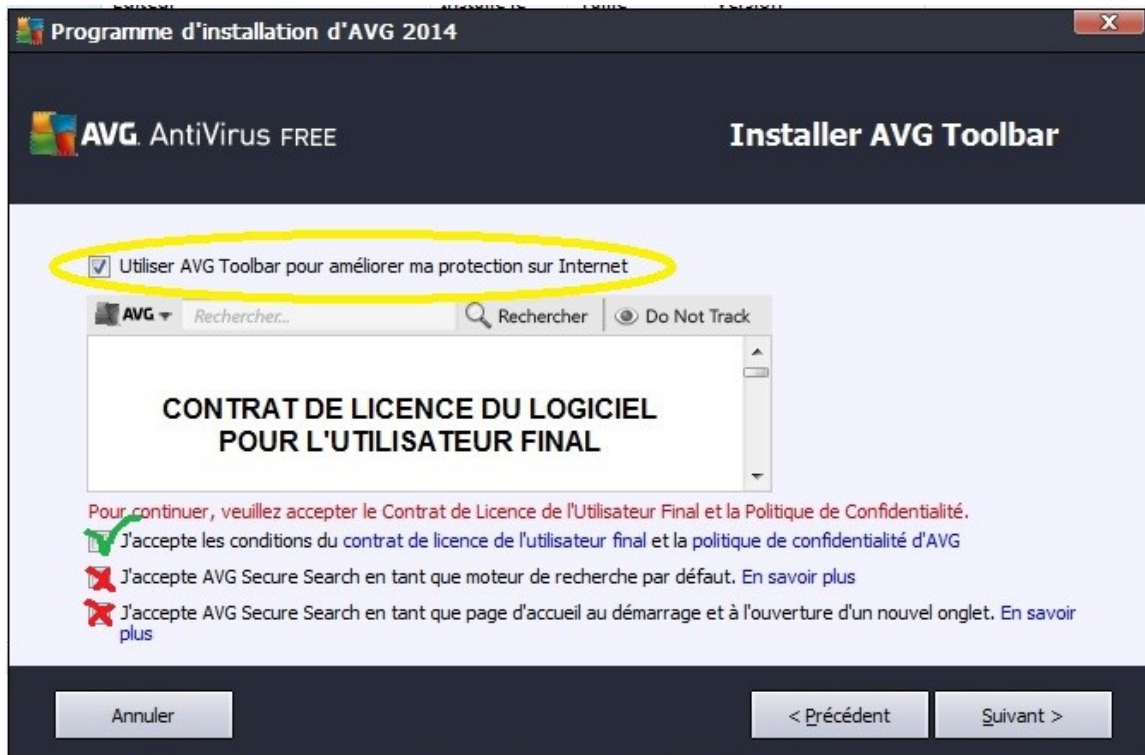 Programme d'installation d'AVG 2014
AVG. AntiVirus FREE
Installer AVG Toolbar
Utiliser AVG Toolbar pour améliorer ma protection sur Internet
AVG
Rechercher...
Rechercher
Do Not Track
CONTRAT DE LICENCE DU LOGICIEL
POUR L'UTILISATEUR FINAL
Pour continuer, veuillez accepter le Contrat de Licence de l'Utilisateur Final et la Politique de Confidentialité.
J'accepte les conditions du contrat de licence de l'utilisateur final et la politique de confidentialité d'AVG
J'accepte AVG Secure Search en tant que moteur de recherche par défaut. En savoir plus
J'accepte AVG Secure Search en tant que page d'accueil au démarrage et à l'ouverture d'un nouvel onglet. En savoir
plus
Annuler
< Précédent
Suivant >